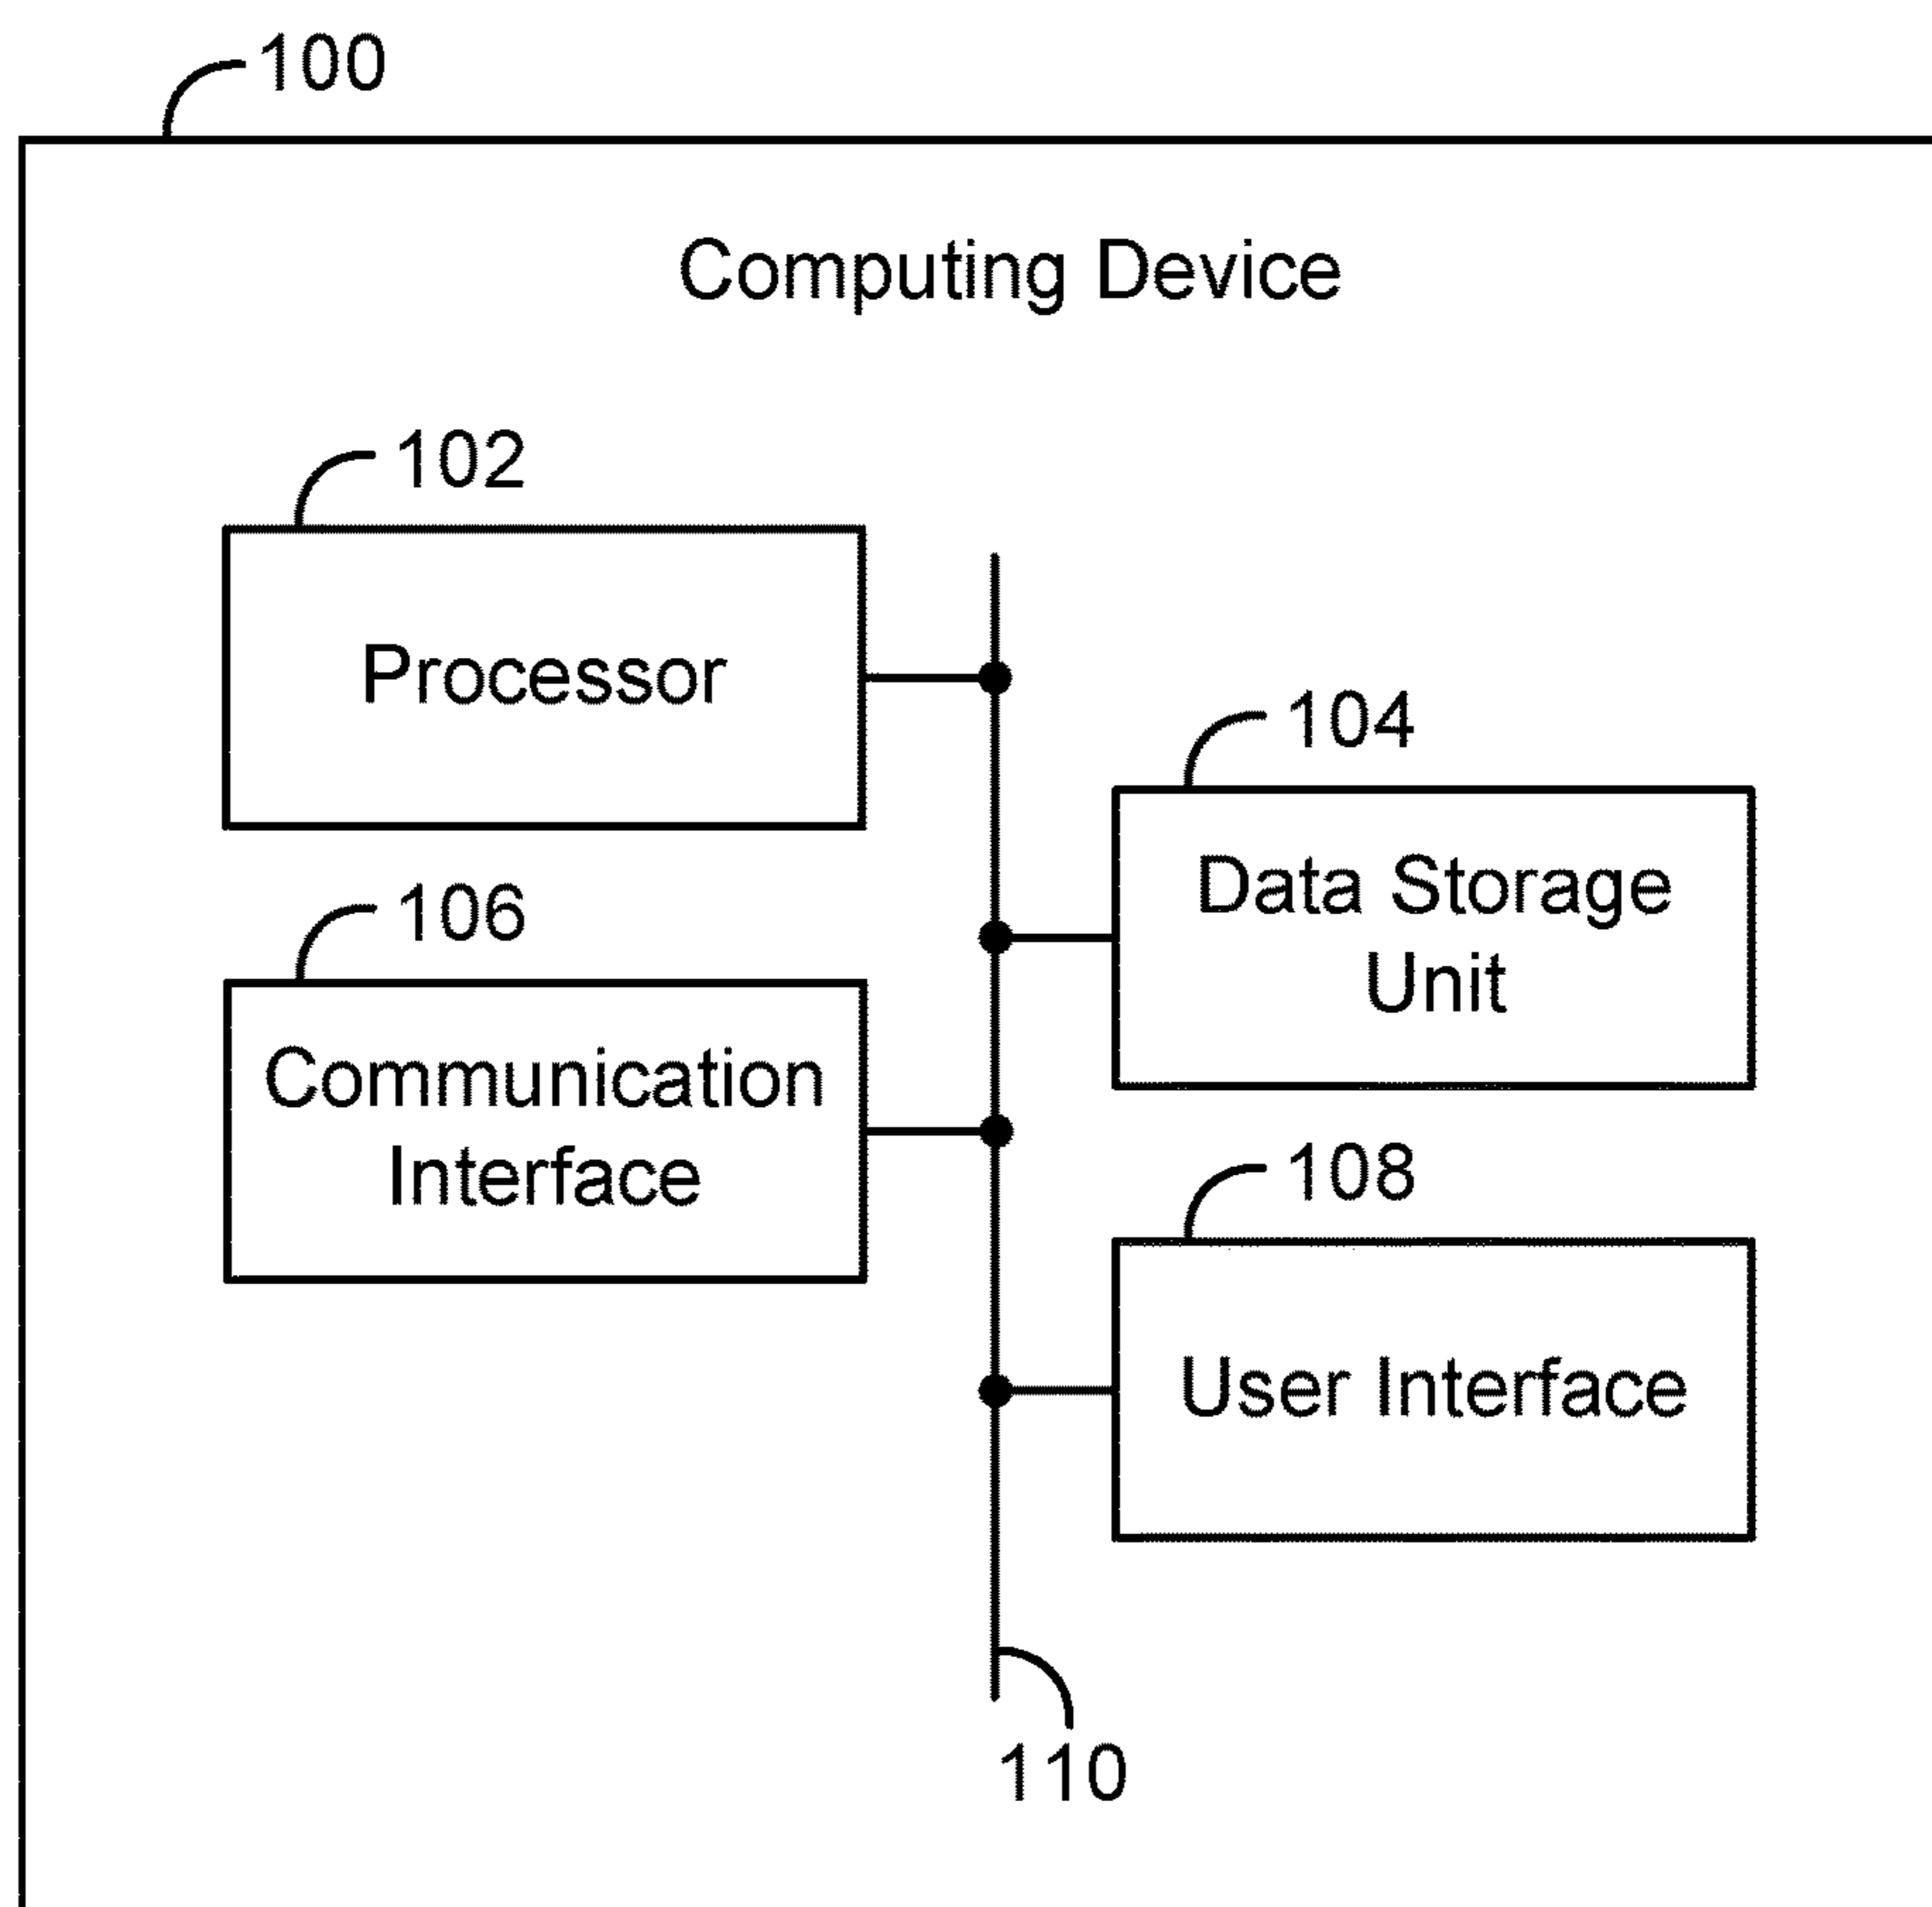 100
Computing Device
102
Processor
104
Data Storage
Unit
106
Communication
Interface
108
User Interface
110